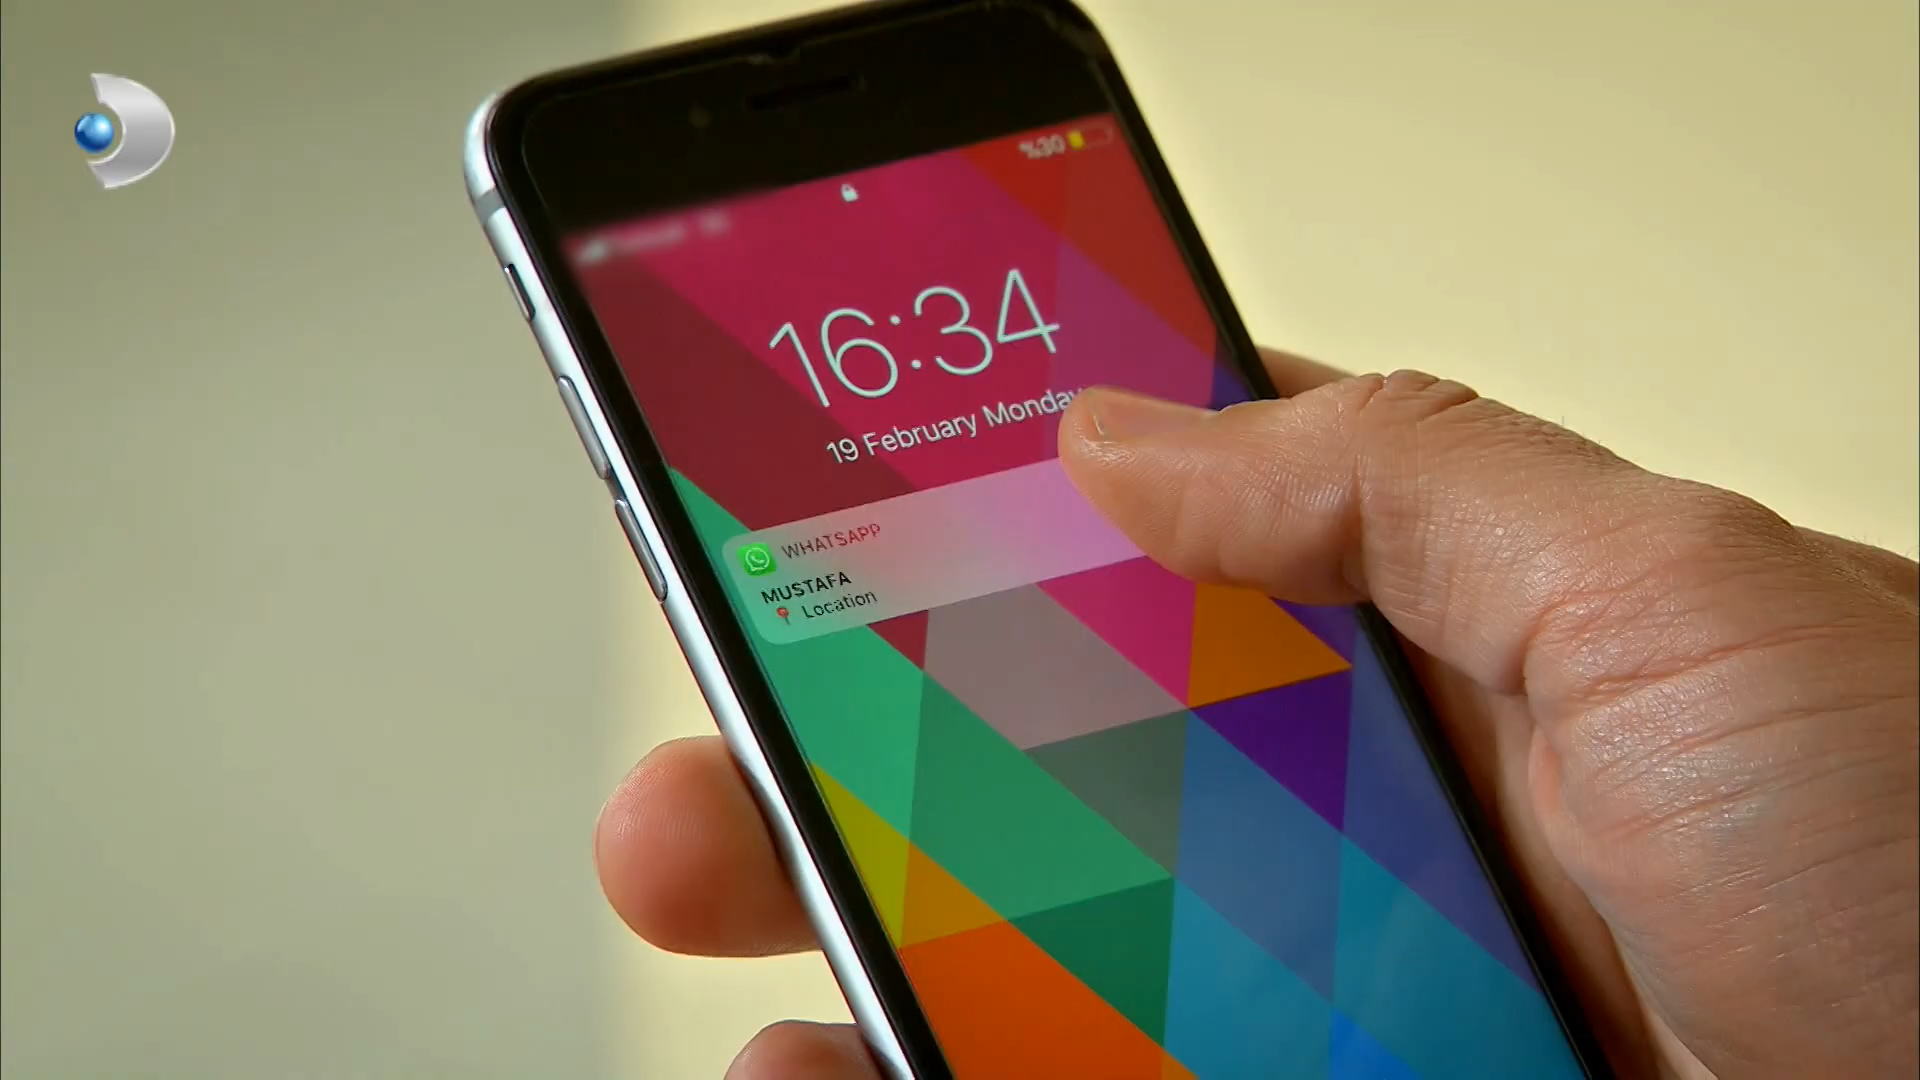 %30
16:34
19 February Monday
WHATSAPP
MUSTAFA
📍 Location